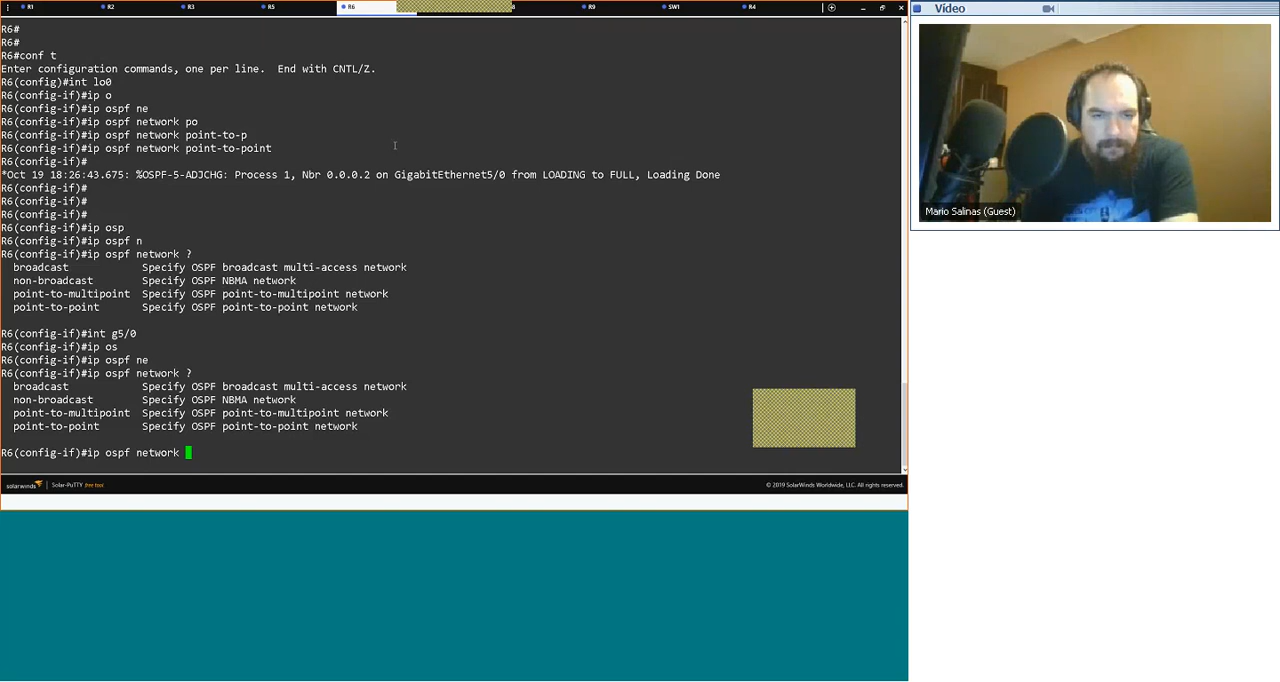 R1 R2 R3 R5 R6 8 R9 SW1 R4
Vídeo
R6#
R6#
R6#conf t
Enter configuration commands, one per line.  End with CNTL/Z.
R6(config)#int lo0
R6(config-if)#ip o
R6(config-if)#ip ospf ne
R6(config-if)#ip ospf network po
R6(config-if)#ip ospf network point-to-p
R6(config-if)#ip ospf network point-to-point
R6(config-if)#
*Oct 19 18:26:43.675: %OSPF-5-ADJCHG: Process 1, Nbr 0.0.0.2 on GigabitEthernet5/0 from LOADING to FULL, Loading Done
R6(config-if)#
R6(config-if)#
R6(config-if)#
R6(config-if)#ip osp
R6(config-if)#ip ospf n
R6(config-if)#ip ospf network ?
broadcast Specify OSPF broadcast multi-access network
non-broadcast Specify OSPF NBMA network
point-to-multipoint Specify OSPF point-to-multipoint network
point-to-point Specify OSPF point-to-point network
R6(config-if)#int g5/0
R6(config-if)#ip os
R6(config-if)#ip ospf ne
R6(config-if)#ip ospf network ?
broadcast Specify OSPF broadcast multi-access network
non-broadcast Specify OSPF NBMA network
point-to-multipoint Specify OSPF point-to-multipoint network
point-to-point Specify OSPF point-to-point network
R6(config-if)#ip ospf network
solarwinds Solar-PuTTY free tool © 2019 SolarWinds Worldwide, LLC. All rights reserved.
Mario Salinas (Guest)